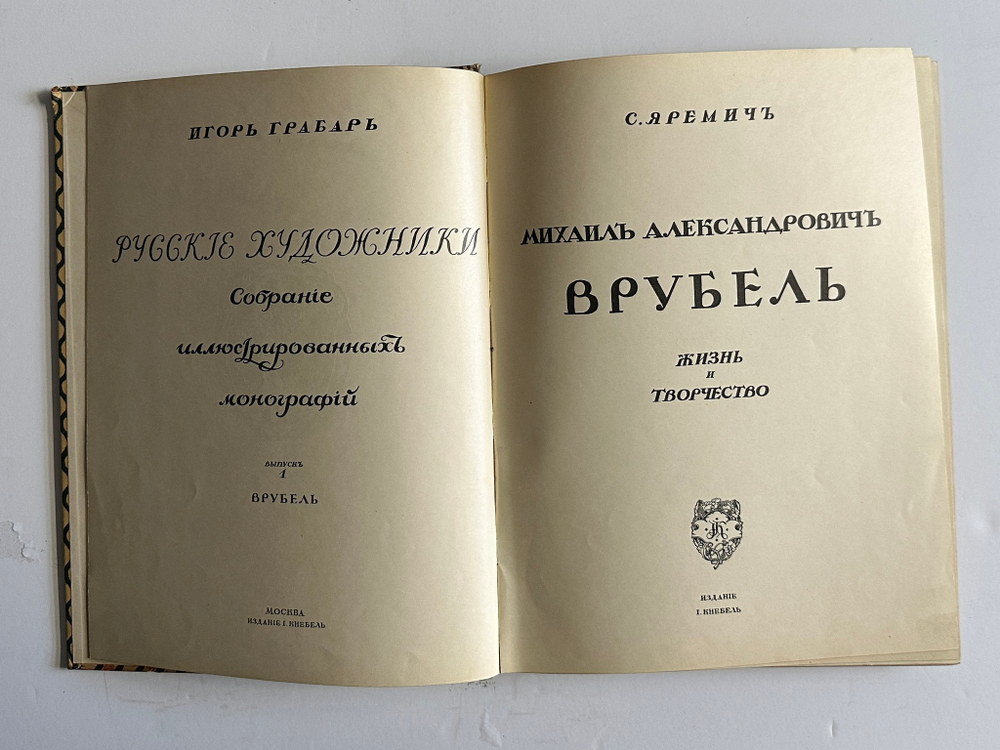 ИГОРЬ ГРАБАРЬ
РУССКІЕ ХУДОЖНИКИ
Собраніе
иллюстрированныхЪ
монографій
ВЫПУСКЪ
1
ВРУБЕЛЬ
МОСКВА
ИЗДАНІЕ І. КНЕБЕЛЬ
С. ЯРЕМИЧЪ
МИХАИЛЪ АЛЕКСАНДРОВИЧЪ
ВРУБЕЛЬ
ЖИЗНЬ
И
ТВОРЧЕСТВО
ИЗДАНІЕ
І. КНЕБЕЛЬ